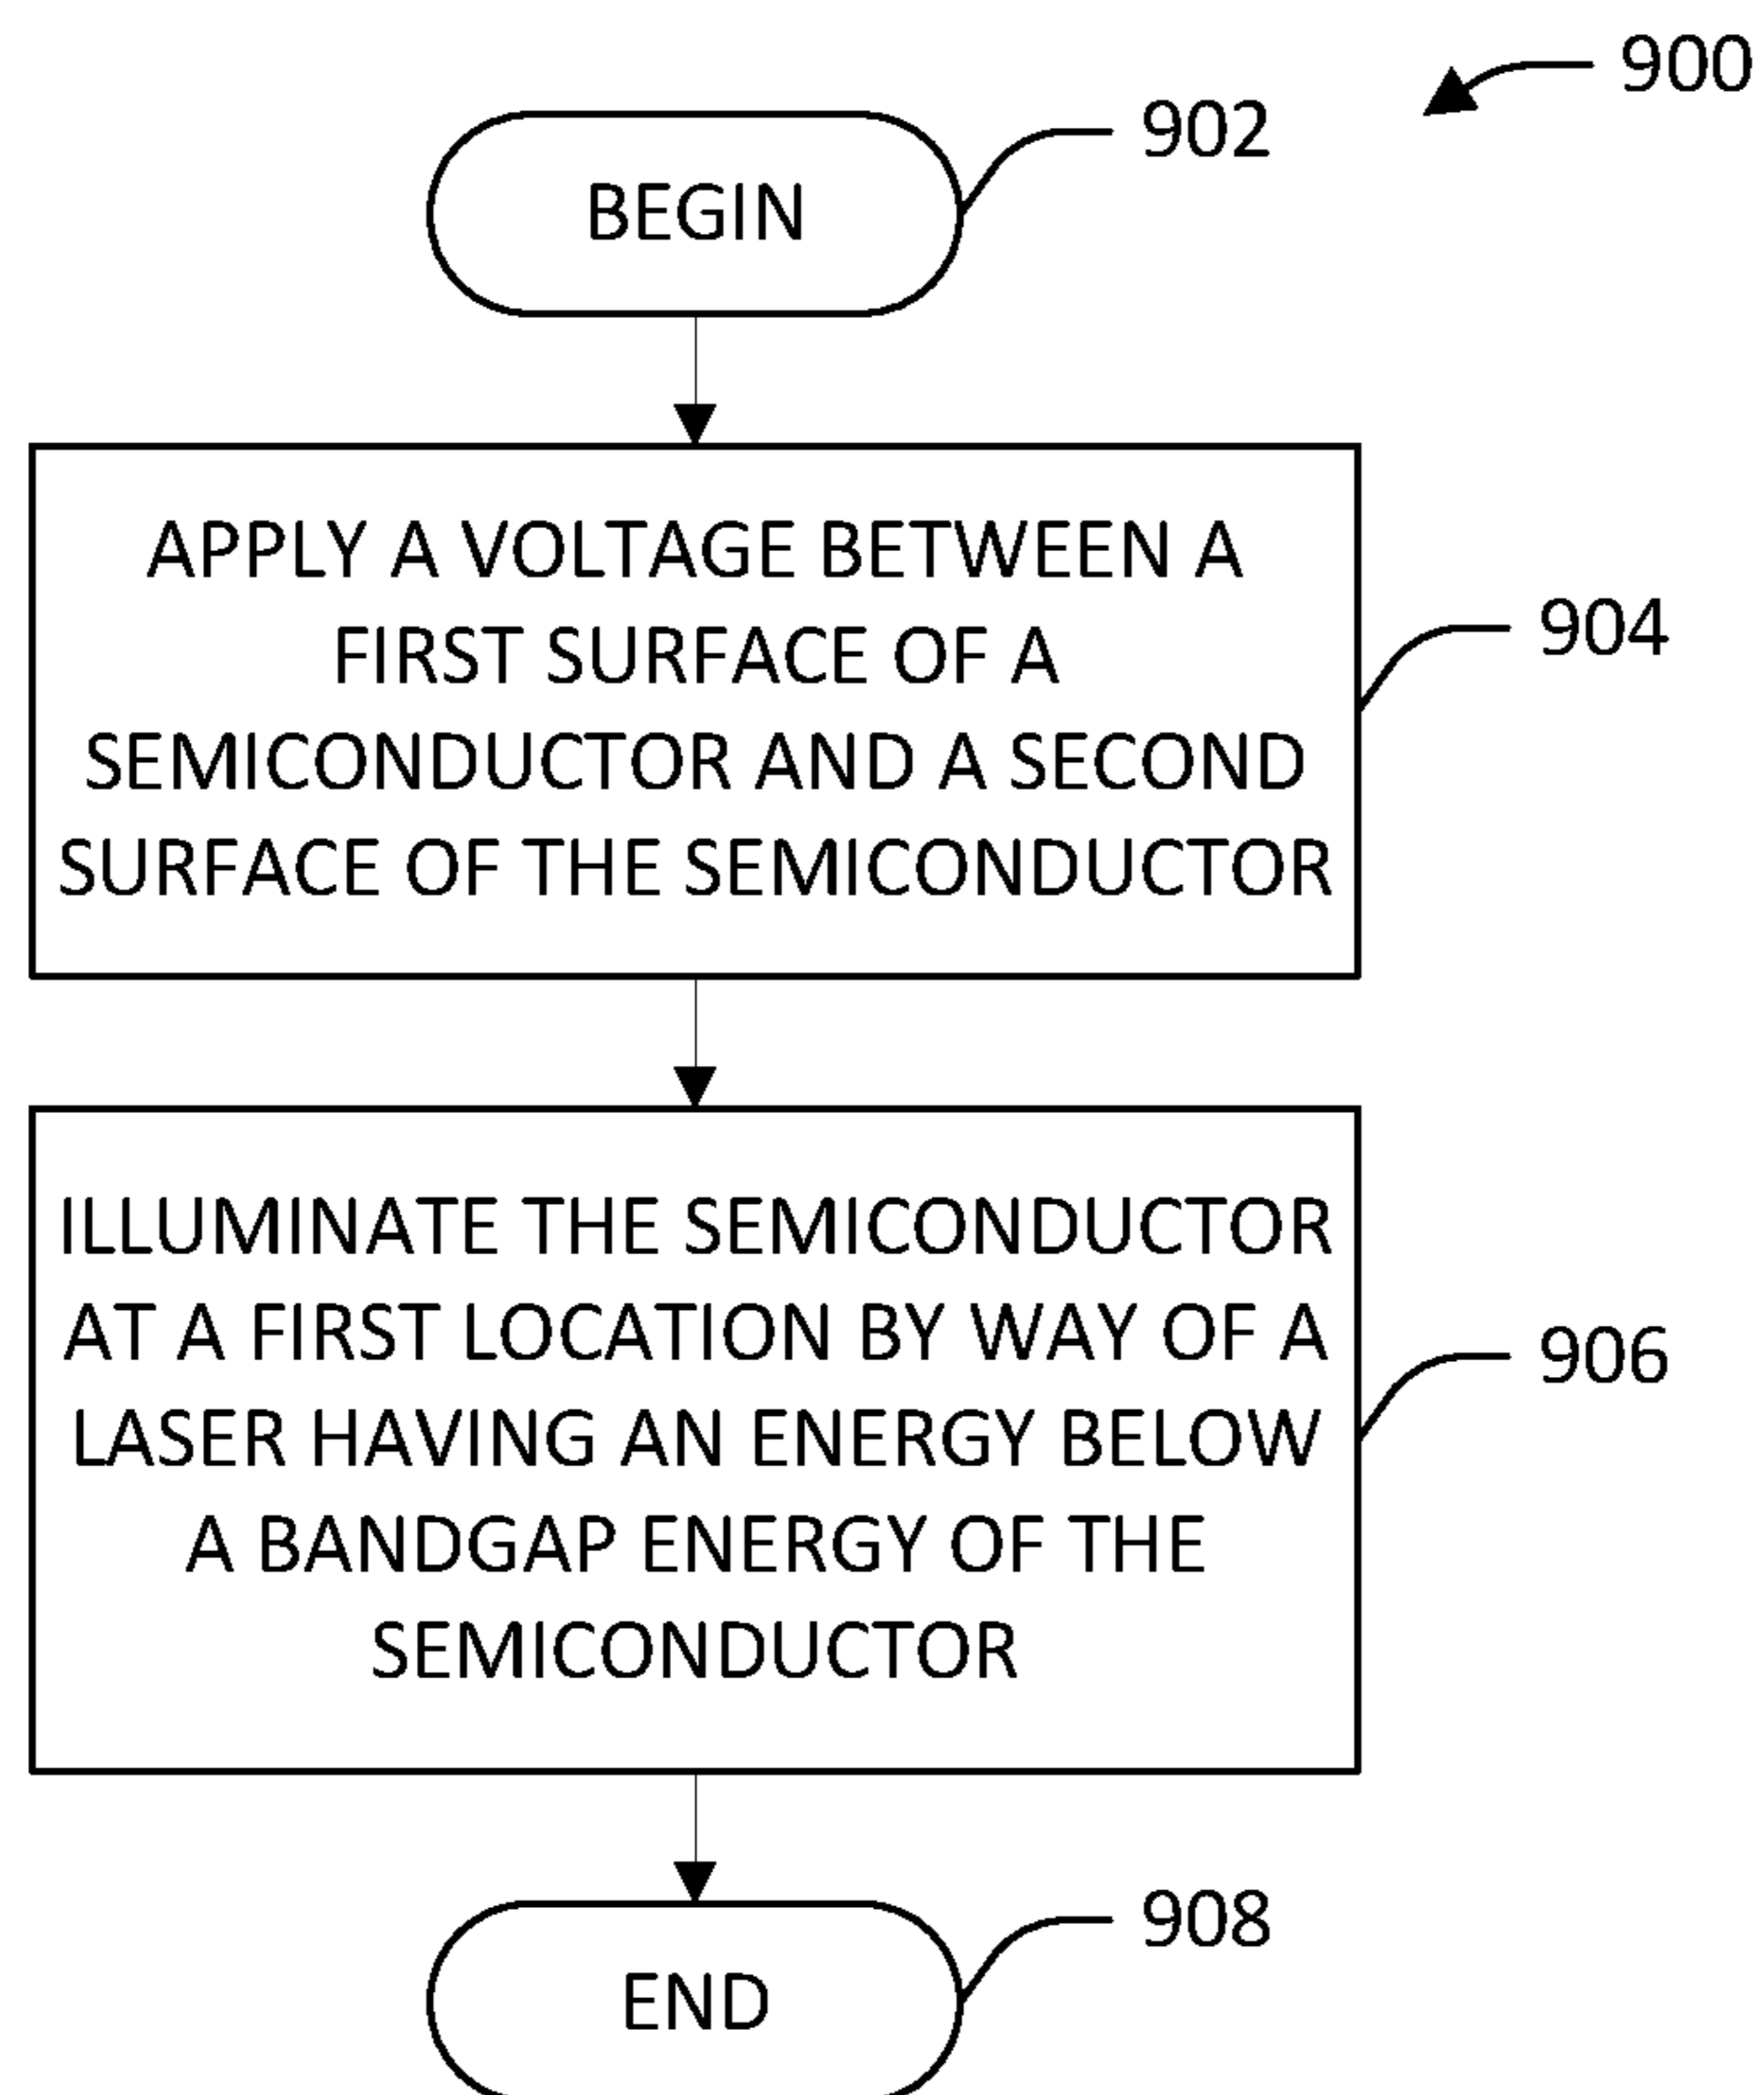 900
902
BEGIN
APPLY A VOLTAGE BETWEEN A
FIRST SURFACE OF A
SEMICONDUCTOR AND A SECOND
SURFACE OF THE SEMICONDUCTOR
904
ILLUMINATE THE SEMICONDUCTOR
AT A FIRST LOCATION BY WAY OF A
LASER HAVING AN ENERGY BELOW
A BANDGAP ENERGY OF THE
SEMICONDUCTOR
906
908
END